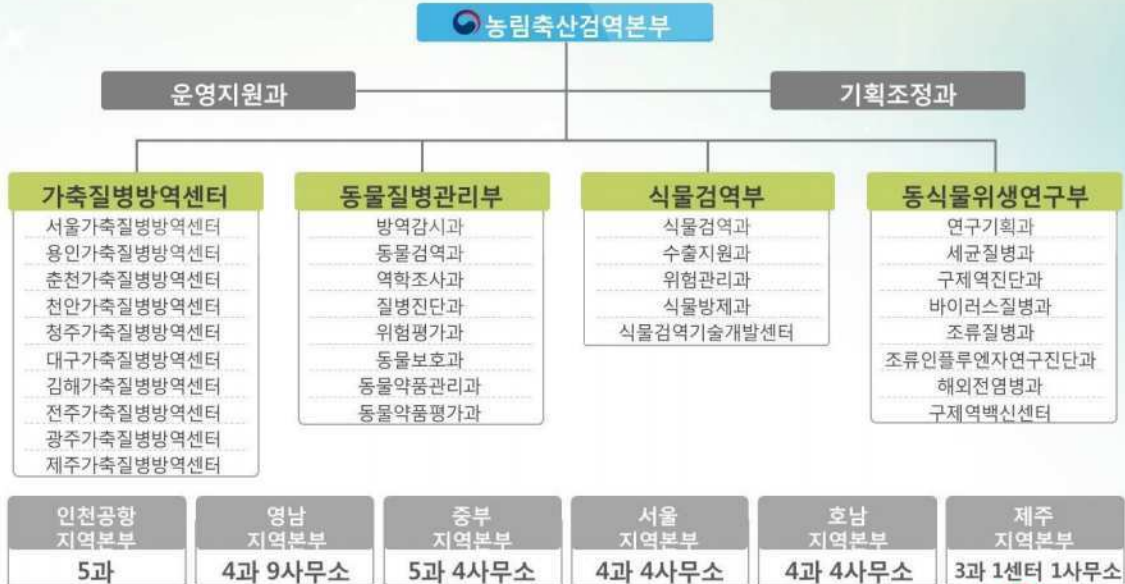 농림축산검역본부
운영지원과
기획조정과
가축질병방역센터
서울가축질병방역센터
용인가축질병방역센터
춘천가축질병방역센터
천안가축질병방역센터
청주가축질병방역센터
대구가축질병방역센터
김해가축질병방역센터
전주가축질병방역센터
광주가축질병방역센터
제주가축질병방역센터
동물질병관리부
방역감시과
동물검역과
역학조사과
질병진단과
위험평가과
동물보호과
동물약품관리과
동물약품평가과
식물검역부
식물검역과
수출지원과
위험관리과
식물방제과
식물검역기술개발센터
동식물위생연구부
연구기획과
세균질병과
구제역진단과
바이러스질병과
조류질병과
조류인플루엔자연구진단과
해외전염병과
구제역백신센터
인천공항
지역본부
5과
영남
지역본부
4과 9사무소
중부
지역본부
5과 4사무소
서울
지역본부
4과 4사무소
호남
지역본부
4과 4사무소
제주
지역본부
3과 1센터 1사무소